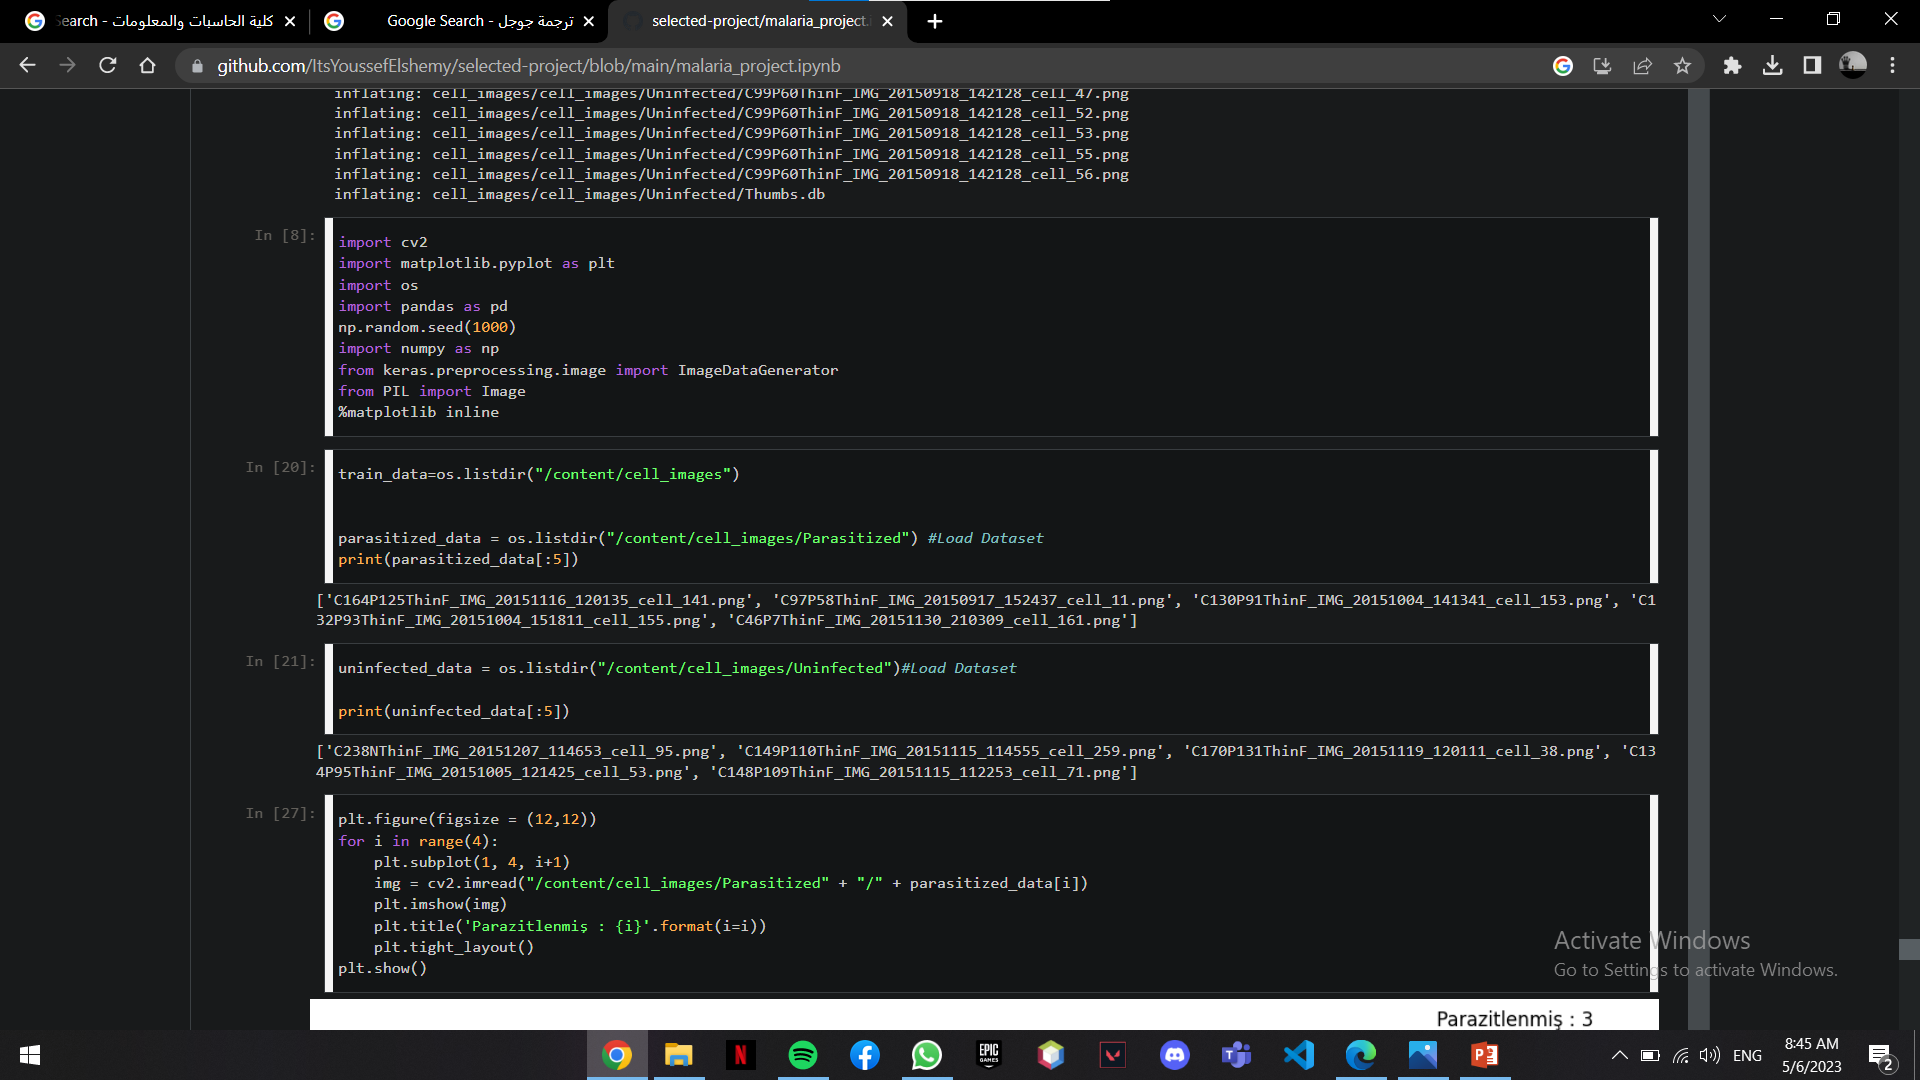 Search - كلية الحاسبات والمعلومات
Google Search - ترجمة جوجل
selected-project/malaria_project.i
github.com/ItsYoussefElshemy/selected-project/blob/main/malaria_project.ipynb
inflating: cell_images/cell_images/Uninfected/C99P60ThinF_IMG_20150918_142128_cell_47.png
inflating: cell_images/cell_images/Uninfected/C99P60ThinF_IMG_20150918_142128_cell_52.png
inflating: cell_images/cell_images/Uninfected/C99P60ThinF_IMG_20150918_142128_cell_53.png
inflating: cell_images/cell_images/Uninfected/C99P60ThinF_IMG_20150918_142128_cell_55.png
inflating: cell_images/cell_images/Uninfected/C99P60ThinF_IMG_20150918_142128_cell_56.png
inflating: cell_images/cell_images/Uninfected/Thumbs.db
In [8]:
import cv2
import matplotlib.pyplot as plt
import os
import pandas as pd
np.random.seed(1000)
import numpy as np
from keras.preprocessing.image import ImageDataGenerator
from PIL import Image
%matplotlib inline
In [20]:
train_data=os.listdir("/content/cell_images")
parasitized_data = os.listdir("/content/cell_images/Parasitized") #Load Dataset
print(parasitized_data[:5])
['C164P125ThinF_IMG_20151116_120135_cell_141.png', 'C97P58ThinF_IMG_20150917_152437_cell_11.png', 'C130P91ThinF_IMG_20151004_141341_cell_153.png', 'C1
32P93ThinF_IMG_20151004_151811_cell_155.png', 'C46P7ThinF_IMG_20151130_210309_cell_161.png']
In [21]:
uninfected_data = os.listdir("/content/cell_images/Uninfected")#Load Dataset
print(uninfected_data[:5])
['C238NThinF_IMG_20151207_114653_cell_95.png', 'C149P110ThinF_IMG_20151115_114555_cell_259.png', 'C170P131ThinF_IMG_20151119_120111_cell_38.png', 'C13
4P95ThinF_IMG_20151005_121425_cell_53.png', 'C148P109ThinF_IMG_20151115_112253_cell_71.png']
In [27]:
plt.figure(figsize = (12,12))
for i in range(4):
    plt.subplot(1, 4, i+1)
    img = cv2.imread("/content/cell_images/Parasitized" + "/" + parasitized_data[i])
    plt.imshow(img)
    plt.title('Parazitlenmiş : {i}'.format(i=i))
    plt.tight_layout()
plt.show()
Activate Windows
Go to Settings to activate Windows.
Parazitlenmiş : 3
N
EPIC
GAMES
ENG
8:45 AM
5/6/2023
2